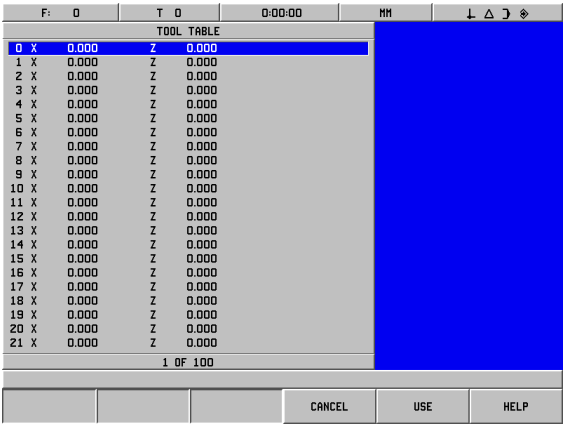 F: 0 T 0 0:00:00 MM
TOOL TABLE
0 X 0.000 Z 0.000
1 X 0.000 Z 0.000
2 X 0.000 Z 0.000
3 X 0.000 Z 0.000
4 X 0.000 Z 0.000
5 X 0.000 Z 0.000
6 X 0.000 Z 0.000
7 X 0.000 Z 0.000
8 X 0.000 Z 0.000
9 X 0.000 Z 0.000
10 X 0.000 Z 0.000
11 X 0.000 Z 0.000
12 X 0.000 Z 0.000
13 X 0.000 Z 0.000
14 X 0.000 Z 0.000
15 X 0.000 Z 0.000
16 X 0.000 Z 0.000
17 X 0.000 Z 0.000
18 X 0.000 Z 0.000
19 X 0.000 Z 0.000
20 X 0.000 Z 0.000
21 X 0.000 Z 0.000
1 OF 100
CANCEL USE HELP